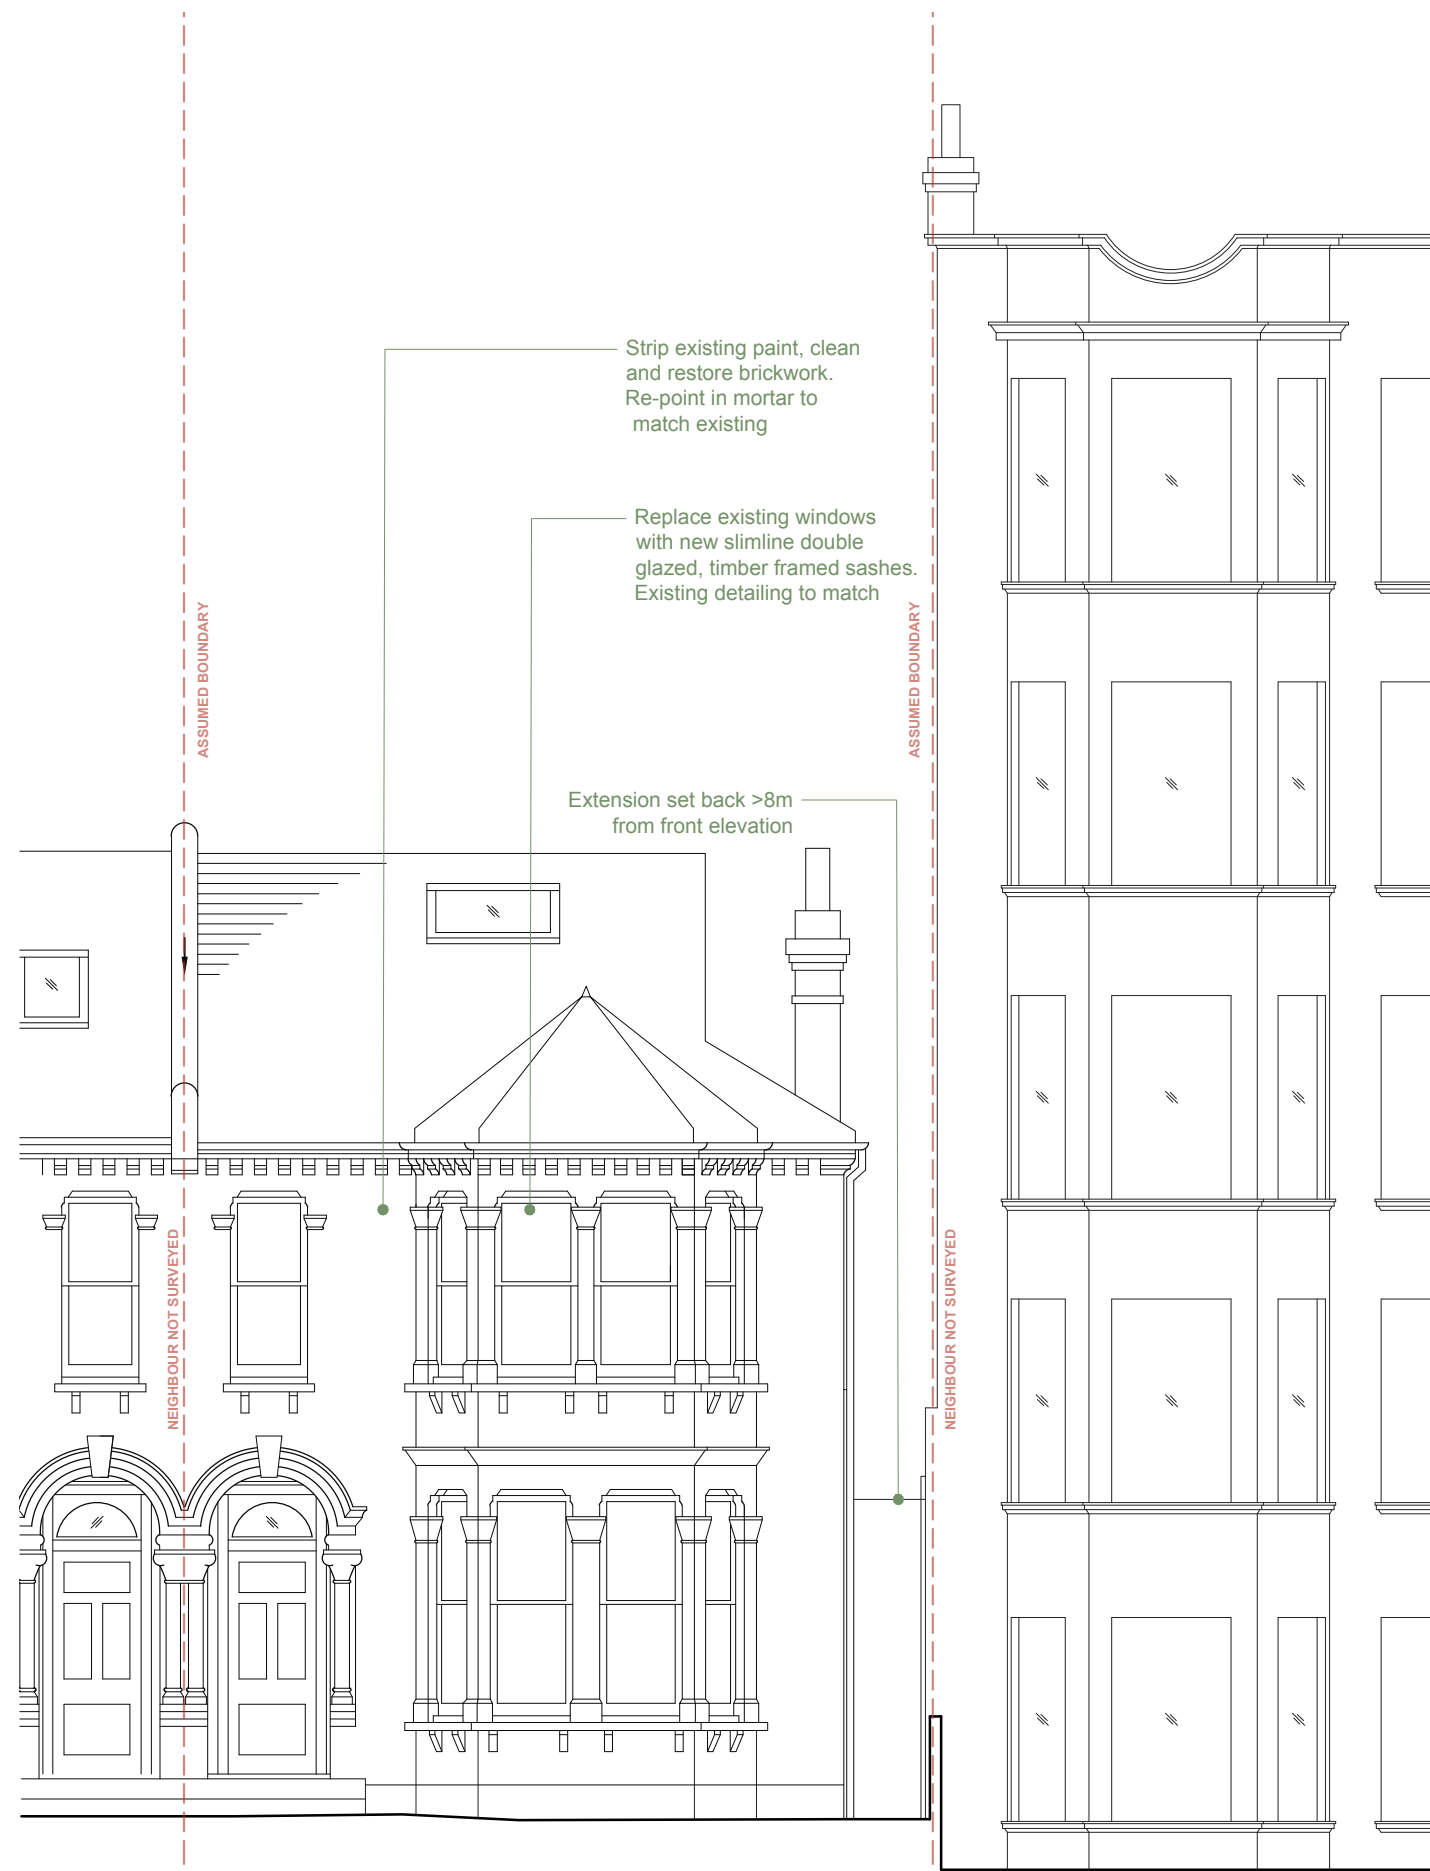 Strip existing paint, clean
and restore brickwork.
Re-point in mortar to
match existing
Replace existing windows
with new slimline double
glazed, timber framed sashes.
Existing detailing to match
ASSUMED BOUNDARY
ASSUMED BOUNDARY
Extension set back >8m
from front elevation
NEIGHBOUR NOT SURVEYED
NEIGHBOUR NOT SURVEYED